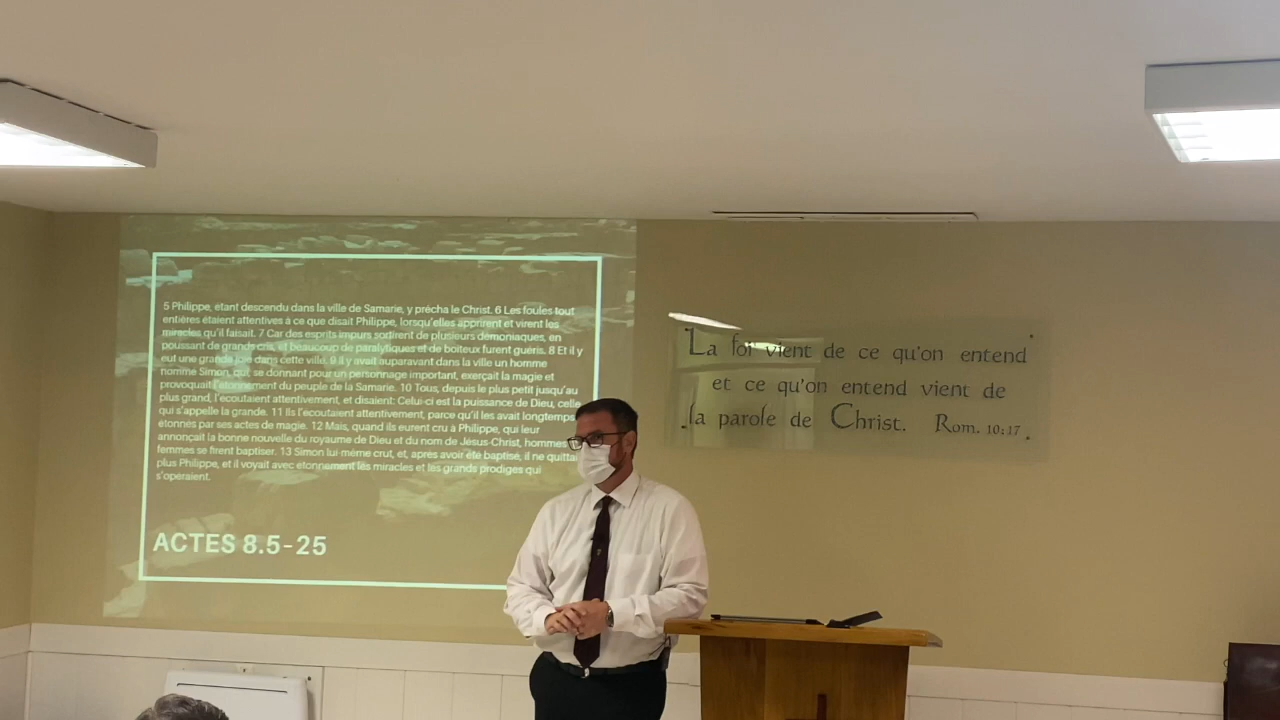 5 Philippe, étant descendu dans la ville de Samarie, y prêcha le Christ. 6 Les foules tout
entières étaient attentives à ce que disait Philippe, lorsqu'elles apprirent et virent les
miracles qu'il faisait. 7 Car des esprits impurs sortirent de plusieurs démoniaques, en
poussant de grands cris, et beaucoup de paralytiques et de boiteux furent guéris. 8 Et il y
eut une grande joie dans cette ville. 9 Il y avait auparavant dans la ville un homme
nommé Simon, qui, se donnant pour un personnage important, exerçait la magie et
provoquait l'étonnement du peuple de la Samarie. 10 Tous, depuis le plus petit jusqu'au
plus grand, l'écoutaient attentivement, et disaient: Celui-ci est la puissance de Dieu, celle
qui s'appelle la grande. 11 Ils l'écoutaient attentivement, parce qu'il les avait longtemps
étonnés par ses actes de magie. 12 Mais, quand ils eurent cru à Philippe, qui leur
annonçait la bonne nouvelle du royaume de Dieu et du nom de Jésus-Christ, hommes
femmes se firent baptiser. 13 Simon lui-même crut, et, après avoir été baptisé, il ne
plus Philippe, et il voyait avec étonnement les miracles et les grands prodiges qui
s'opéraient.
ACTES 8.5-25
La foi vient de ce qu'on entend
et ce qu'on entend vient de
la parole de Christ. Rom. 10:17